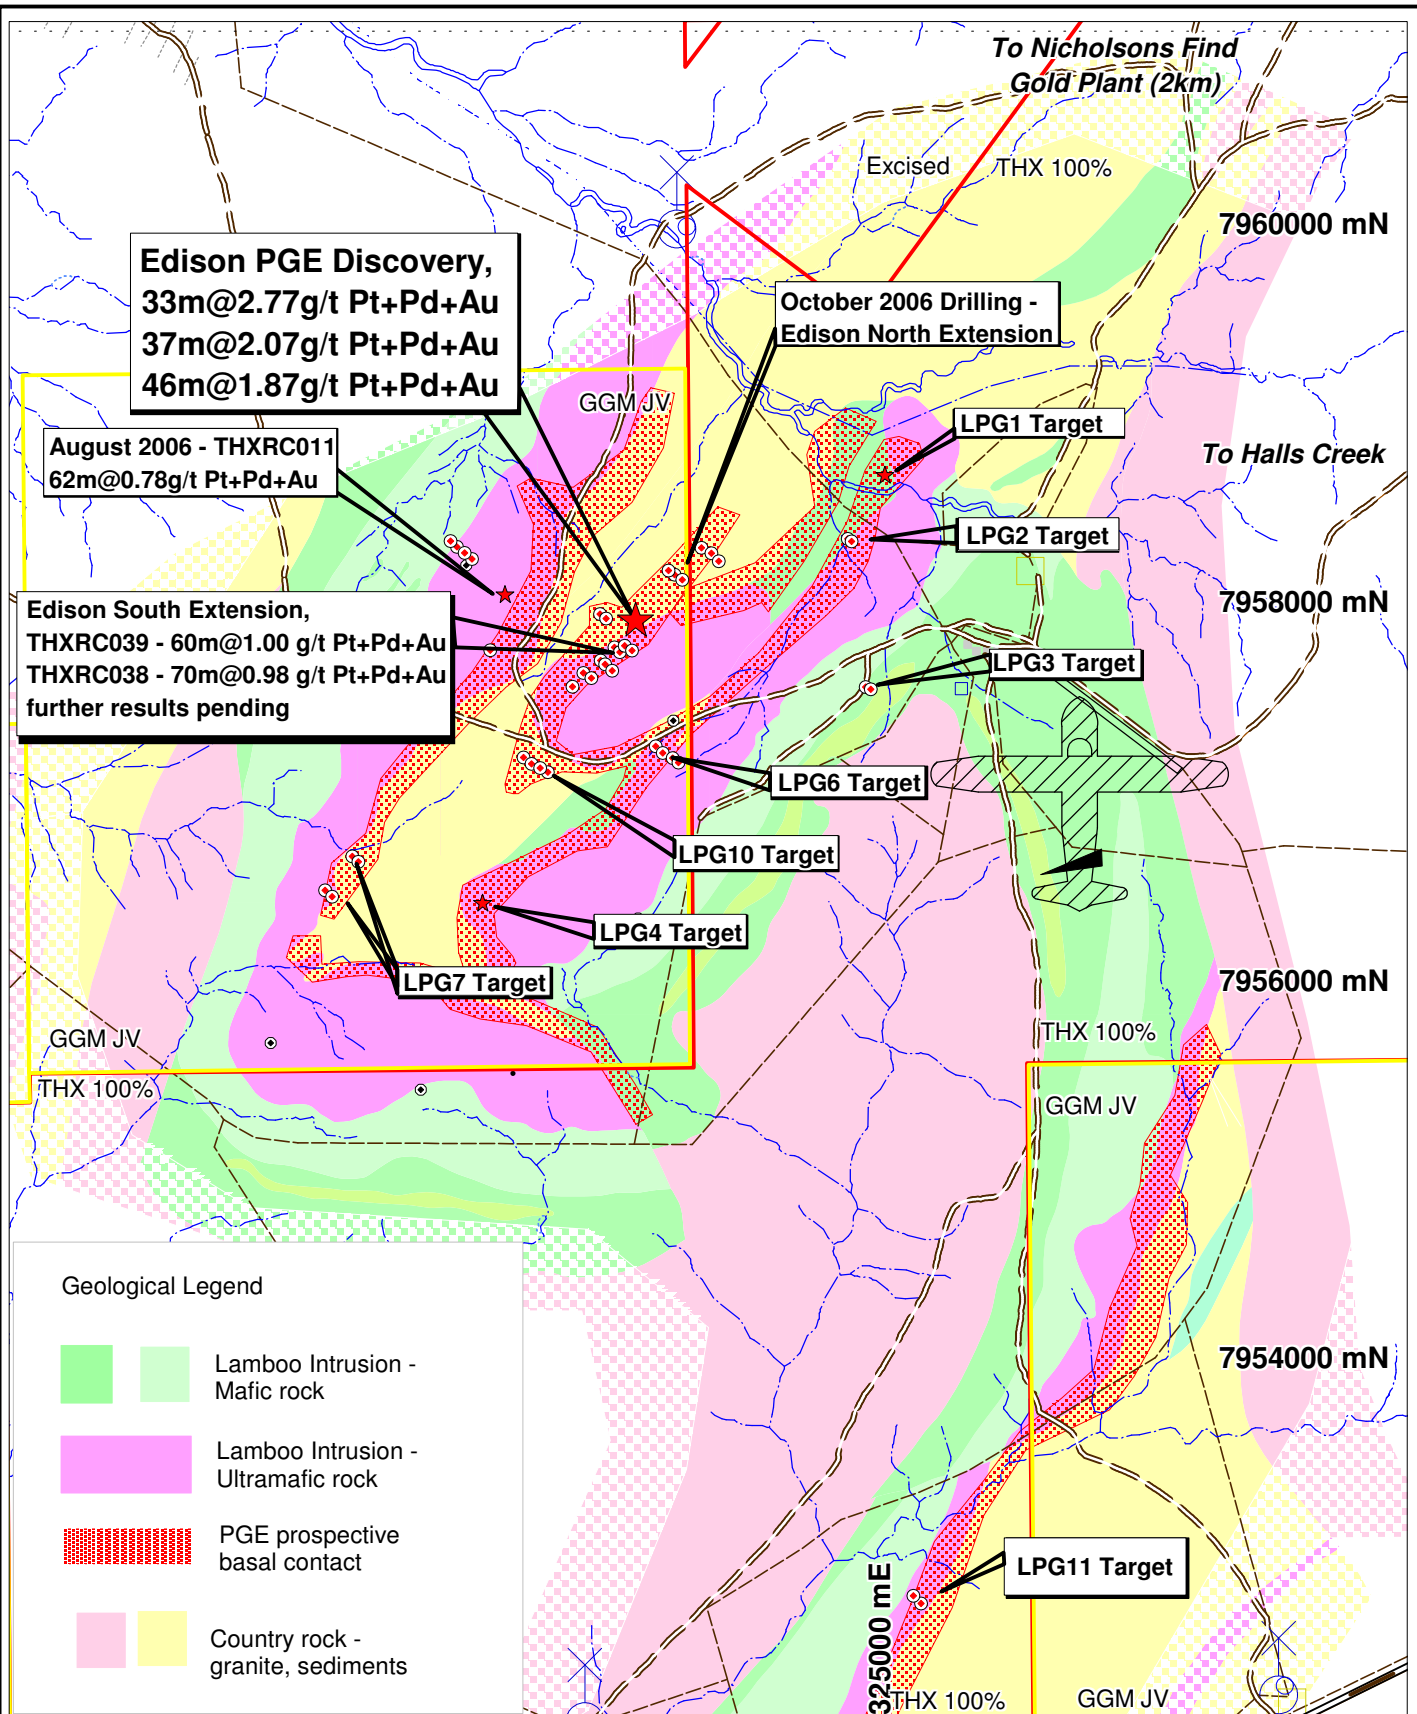 To Nicholsons Find
Gold Plant (2km)
Excised
THX 100%
7960000 mN
Edison PGE Discovery,
33m@2.77g/t Pt+Pd+Au
37m@2.07g/t Pt+Pd+Au
46m@1.87g/t Pt+Pd+Au
October 2006 Drilling -
Edison North Extension
GGM JV
LPG1 Target
August 2006 - THXRC011
62m@0.78g/t Pt+Pd+Au
To Halls Creek
LPG2 Target
7958000 mN
Edison South Extension,
THXRC039 - 60m@1.00 g/t Pt+Pd+Au
THXRC038 - 70m@0.98 g/t Pt+Pd+Au
further results pending
LPG3 Target
LPG6 Target
LPG10 Target
LPG4 Target
LPG7 Target
7956000 mN
GGM JV
THX 100%
THX 100%
GGM JV
7954000 mN
Geological Legend
Lamboo Intrusion -
Mafic rock
Lamboo Intrusion -
Ultramafic rock
PGE prospective
basal contact
Country rock -
granite, sediments
LPG11 Target
325000 mE
THX 100%
GGM JV